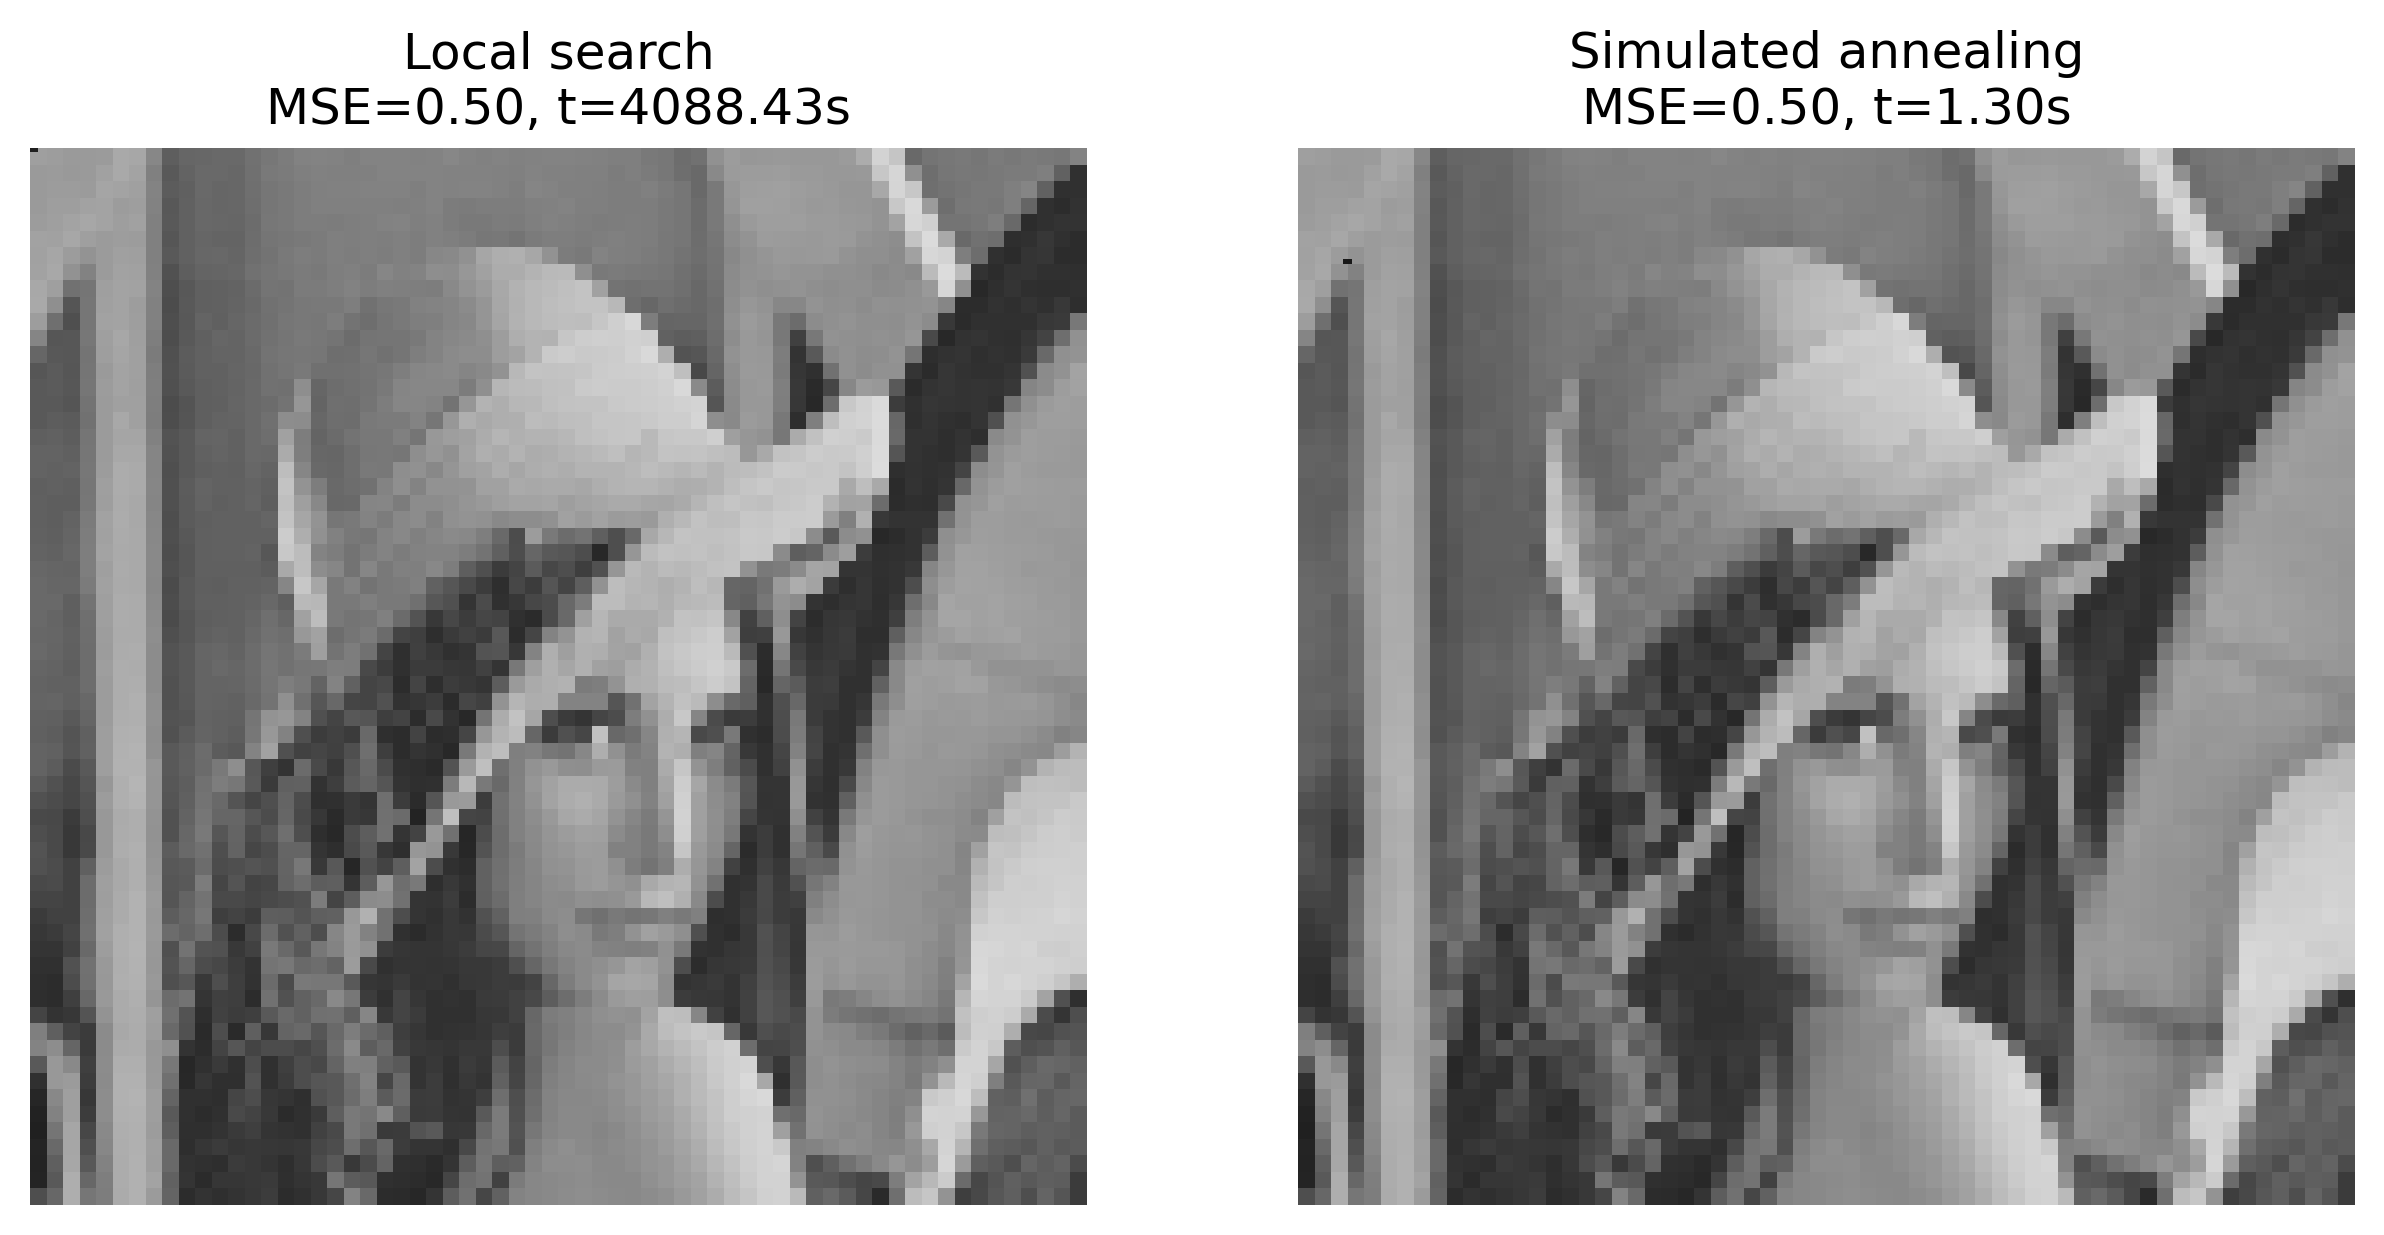 Local search
MSE=0.50, t=4088.43s
Simulated annealing
MSE=0.50, t=1.30s